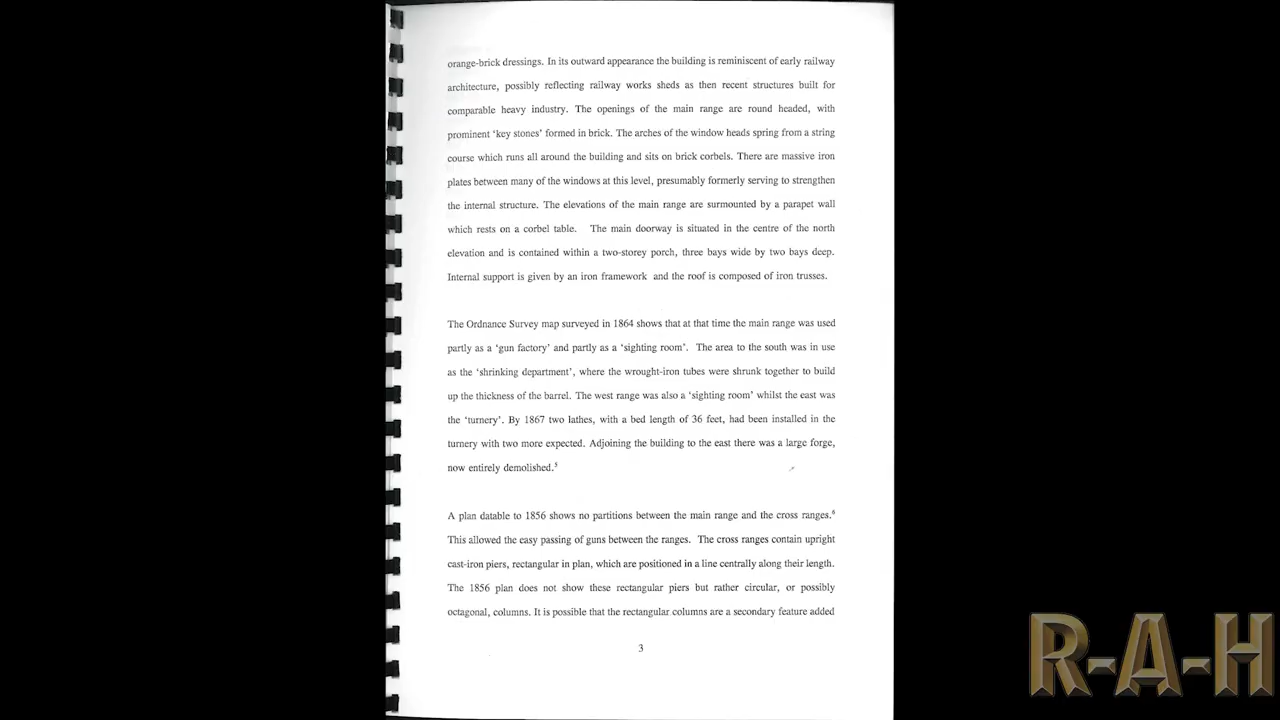 orange-brick dressings. In its outward appearance the building is reminiscent of early railway
architecture, possibly reflecting railway works sheds as then recent structures built for
comparable heavy industry. The openings of the main range are round headed, with
prominent ‘key stones’ formed in brick. The arches of the window heads spring from a string
course which runs all around the building and sits on brick corbels. There are massive iron
plates between many of the windows at this level, presumably formerly serving to strengthen
the internal structure. The elevations of the main range are surmounted by a parapet wall
which rests on a corbel table. The main doorway is situated in the centre of the north
elevation and is contained within a two-storey porch, three bays wide by two bays deep.
Internal support is given by an iron framework and the roof is composed of iron trusses.
The Ordnance Survey map surveyed in 1864 shows that at that time the main range was used
partly as a ‘gun factory’ and partly as a ‘sighting room’. The area to the south was in use
as the ‘shrinking department’, where the wrought-iron tubes were shrunk together to build
up the thickness of the barrel. The west range was also a ‘sighting room’ whilst the east was
the ‘turnery’. By 1867 two lathes, with a bed length of 36 feet, had been installed in the
turnery with two more expected. Adjoining the building to the east there was a large forge,
now entirely demolished.⁵
A plan datable to 1856 shows no partitions between the main range and the cross ranges.⁶
This allowed the easy passing of guns between the ranges. The cross ranges contain upright
cast-iron piers, rectangular in plan, which are positioned in a line centrally along their length.
The 1856 plan does not show these rectangular piers but rather circular, or possibly
octagonal, columns. It is possible that the rectangular columns are a secondary feature added
3
R-A-H